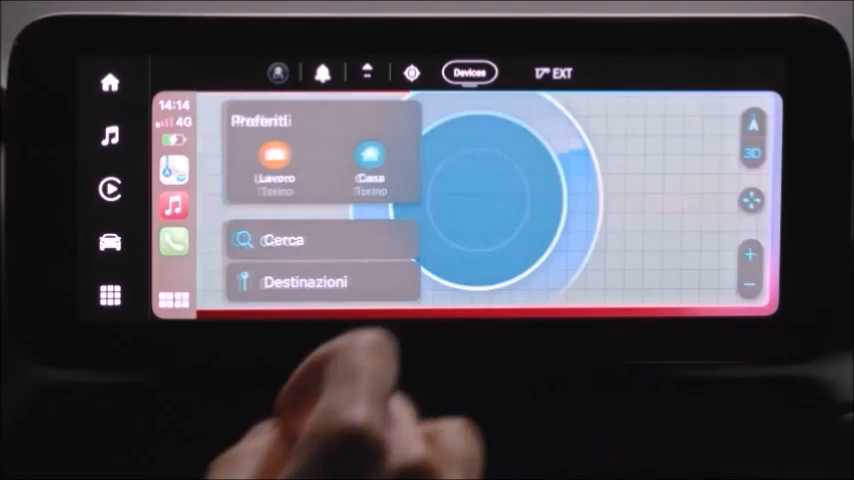 Devices
17° EXT
14:14
4G
Preferiti
Lavoro
Torino
Casa
Torino
Cerca
Destinazioni
3D